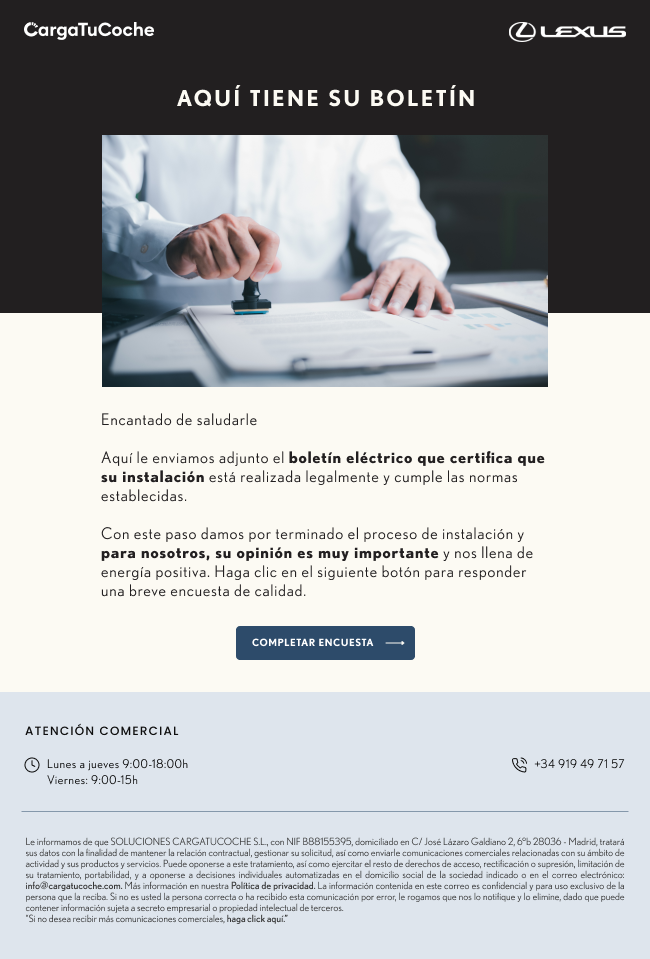 CargaTuCoche
LEXUS
AQUÍ TIENE SU BOLETÍN
Encantado de saludarle
Aquí le enviamos adjunto el boletín eléctrico que certifica que
su instalación está realizada legalmente y cumple las normas
establecidas.
Con este paso damos por terminado el proceso de instalación y
para nosotros, su opinión es muy importante y nos llena de
energía positiva. Haga clic en el siguiente botón para responder
una breve encuesta de calidad.
COMPLETAR ENCUESTA
ATENCIÓN COMERCIAL
Lunes a jueves 9:00-18:00h
Viernes: 9:00-15h
+34 919 49 71 57
Le informamos de que SOLUCIONES CARGATUCOCHE S.L., con NIF B88155395, domiciliado en C/ José Lázaro Galdiano 2, 6ºb 28036 - Madrid, tratará
sus datos con la finalidad de mantener la relación contractual, gestionar su solicitud, así como enviarle comunicaciones comerciales relacionadas con su ámbito de
actividad y sus productos y servicios. Puede oponerse a este tratamiento, así como ejercitar el resto de derechos de acceso, rectificación o supresión, limitación de
su tratamiento, portabilidad, y a oponerse a decisiones individuales automatizadas en el domicilio social de la sociedad indicado o en el correo electrónico:
info@cargatucoche.com. Más información en nuestra Política de privacidad. La información contenida en este correo es confidencial y para uso exclusivo de la
persona que la reciba. Si no es usted la persona correcta o ha recibido esta comunicación por error, le rogamos que nos lo notifique y lo elimine, dado que puede
contener información sujeta a secreto empresarial o propiedad intelectual de terceros.
"Si no desea recibir más comunicaciones comerciales, haga click aquí."